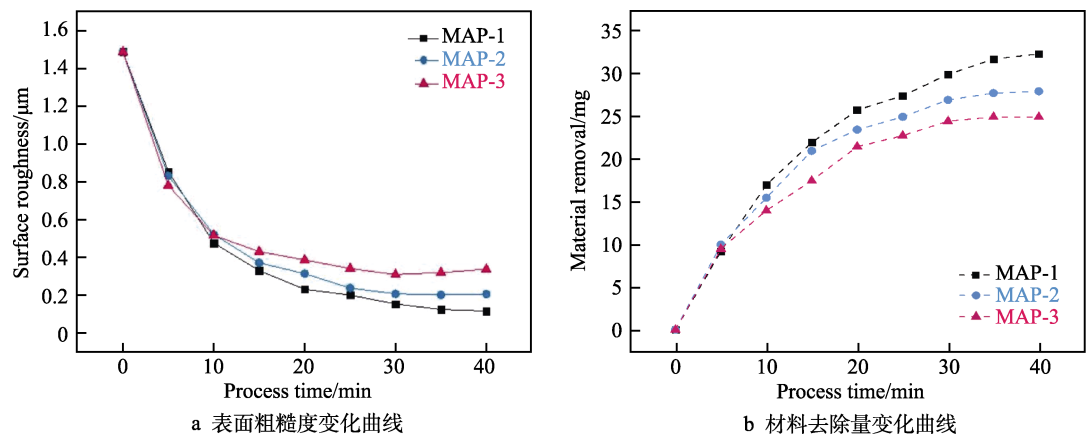 1.6
1.4
1.2
1.0
0.8
0.6
0.4
0.2
0
Surface roughness/μm
MAP-1
MAP-2
MAP-3
0 10 20 30 40
Process time/min
a 表面粗糙度变化曲线
35
30
25
20
15
10
5
0
Material removal/mg
MAP-1
MAP-2
MAP-3
0 10 20 30 40
Process time/min
b 材料去除量变化曲线